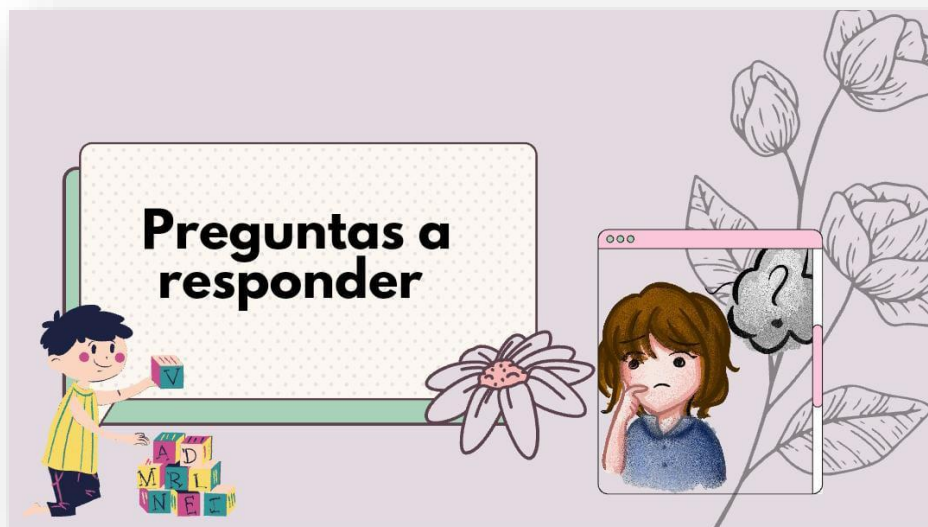 Preguntas a
responder
?
V
A D
M R L
N E I